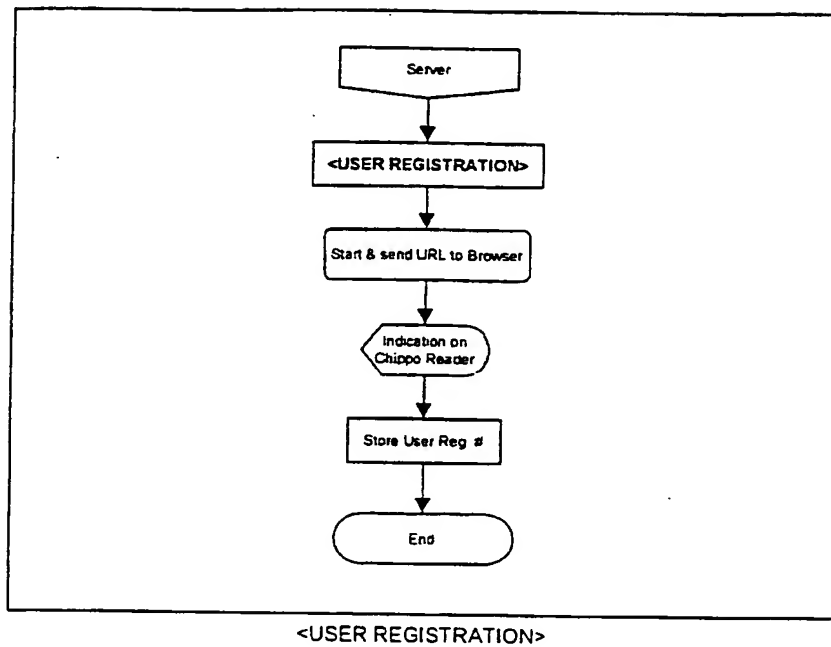 Server
<USER REGISTRATION>
Start & send URL to Browser
Indication on
Chippo Reader
Store User Reg #
End
<USER REGISTRATION>